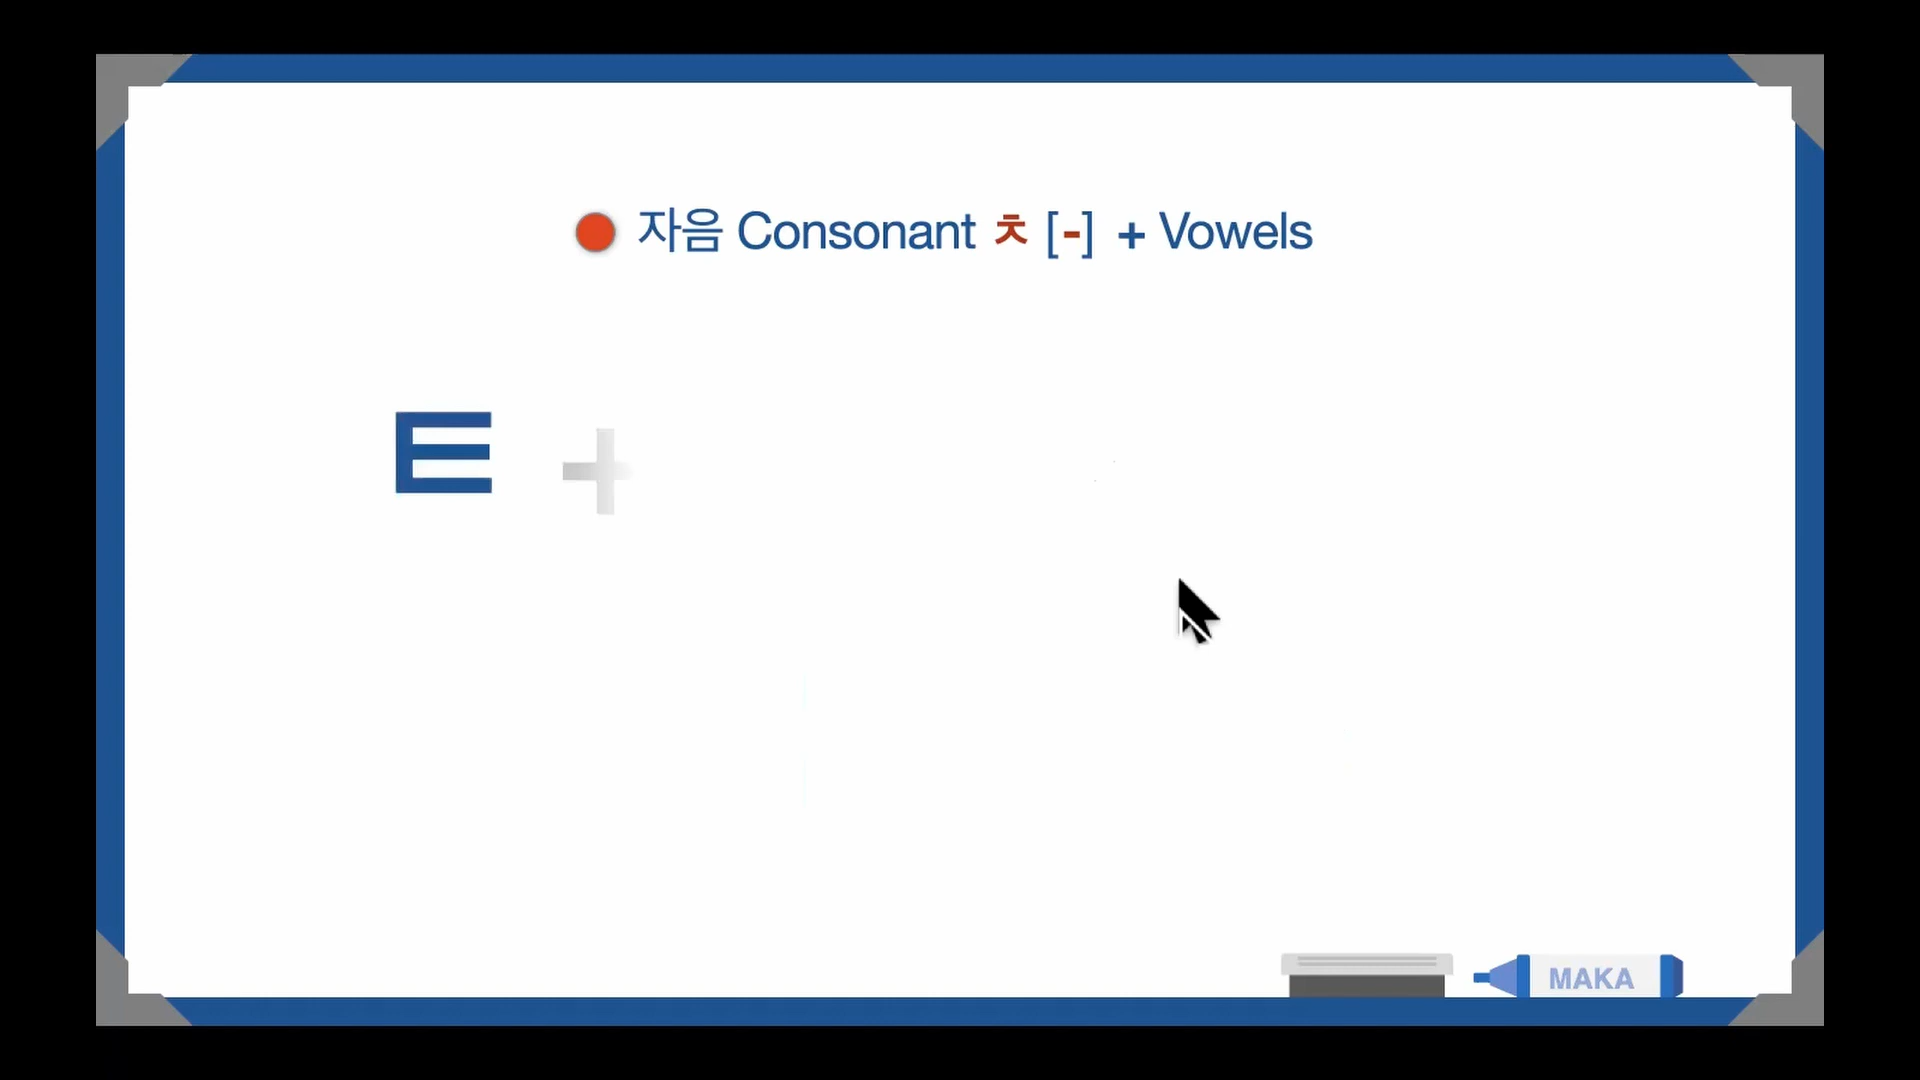 자음 Consonant ㅊ [-] + Vowels
ㅌ +
MAKA